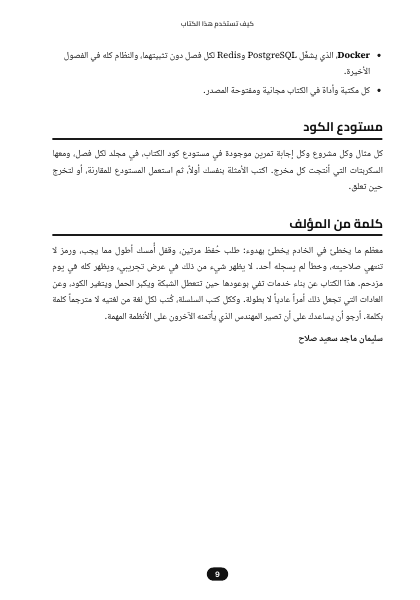 كيف تستخدم هذا الكتاب
• Docker، الذي يشغّل PostgreSQL وRedis لكل فصل دون تثبيتهما، والنظام كله في الفصول
الأخيرة.
• كل مكتبة وأداة في الكتاب مجانية ومفتوحة المصدر.
مستودع الكود
كل مثال وكل مشروع وكل إجابة تمرين موجودة في مستودع كود الكتاب، في مجلد لكل فصل، ومعها
السكربتات التي أنتجت كل مخرج. اكتب الأمثلة بنفسك أولاً، ثم استعمل المستودع للمقارنة، أو لتخرج
حين تعلق.
كلمة من المؤلف
معظم ما يخطئ في الخادم يخطئ بهدوء: طلب حُفظ مرتين، وقفل أُمسك أطول مما يجب، ورمز لا
تنتهي صلاحيته، وخطأ لم يسجله أحد. لا يظهر شيء من ذلك في عرض تجريبي، ويظهر كله في يوم
مزدحم. هذا الكتاب عن بناء خدمات تفي بوعودها حين تتعطل الشبكة ويكبر الحمل ويتغير الكود، وعن
العادات التي تجعل ذلك أمراً عادياً لا بطولة. وككل كتب السلسلة، كُتب لكل لغة من لغتيه لا مترجماً كلمة
بكلمة. أرجو أن يساعدك على أن تصير المهندس الذي يأتمنه الآخرون على الأنظمة المهمة.
سليمان ماجد سعيد صلاح
9